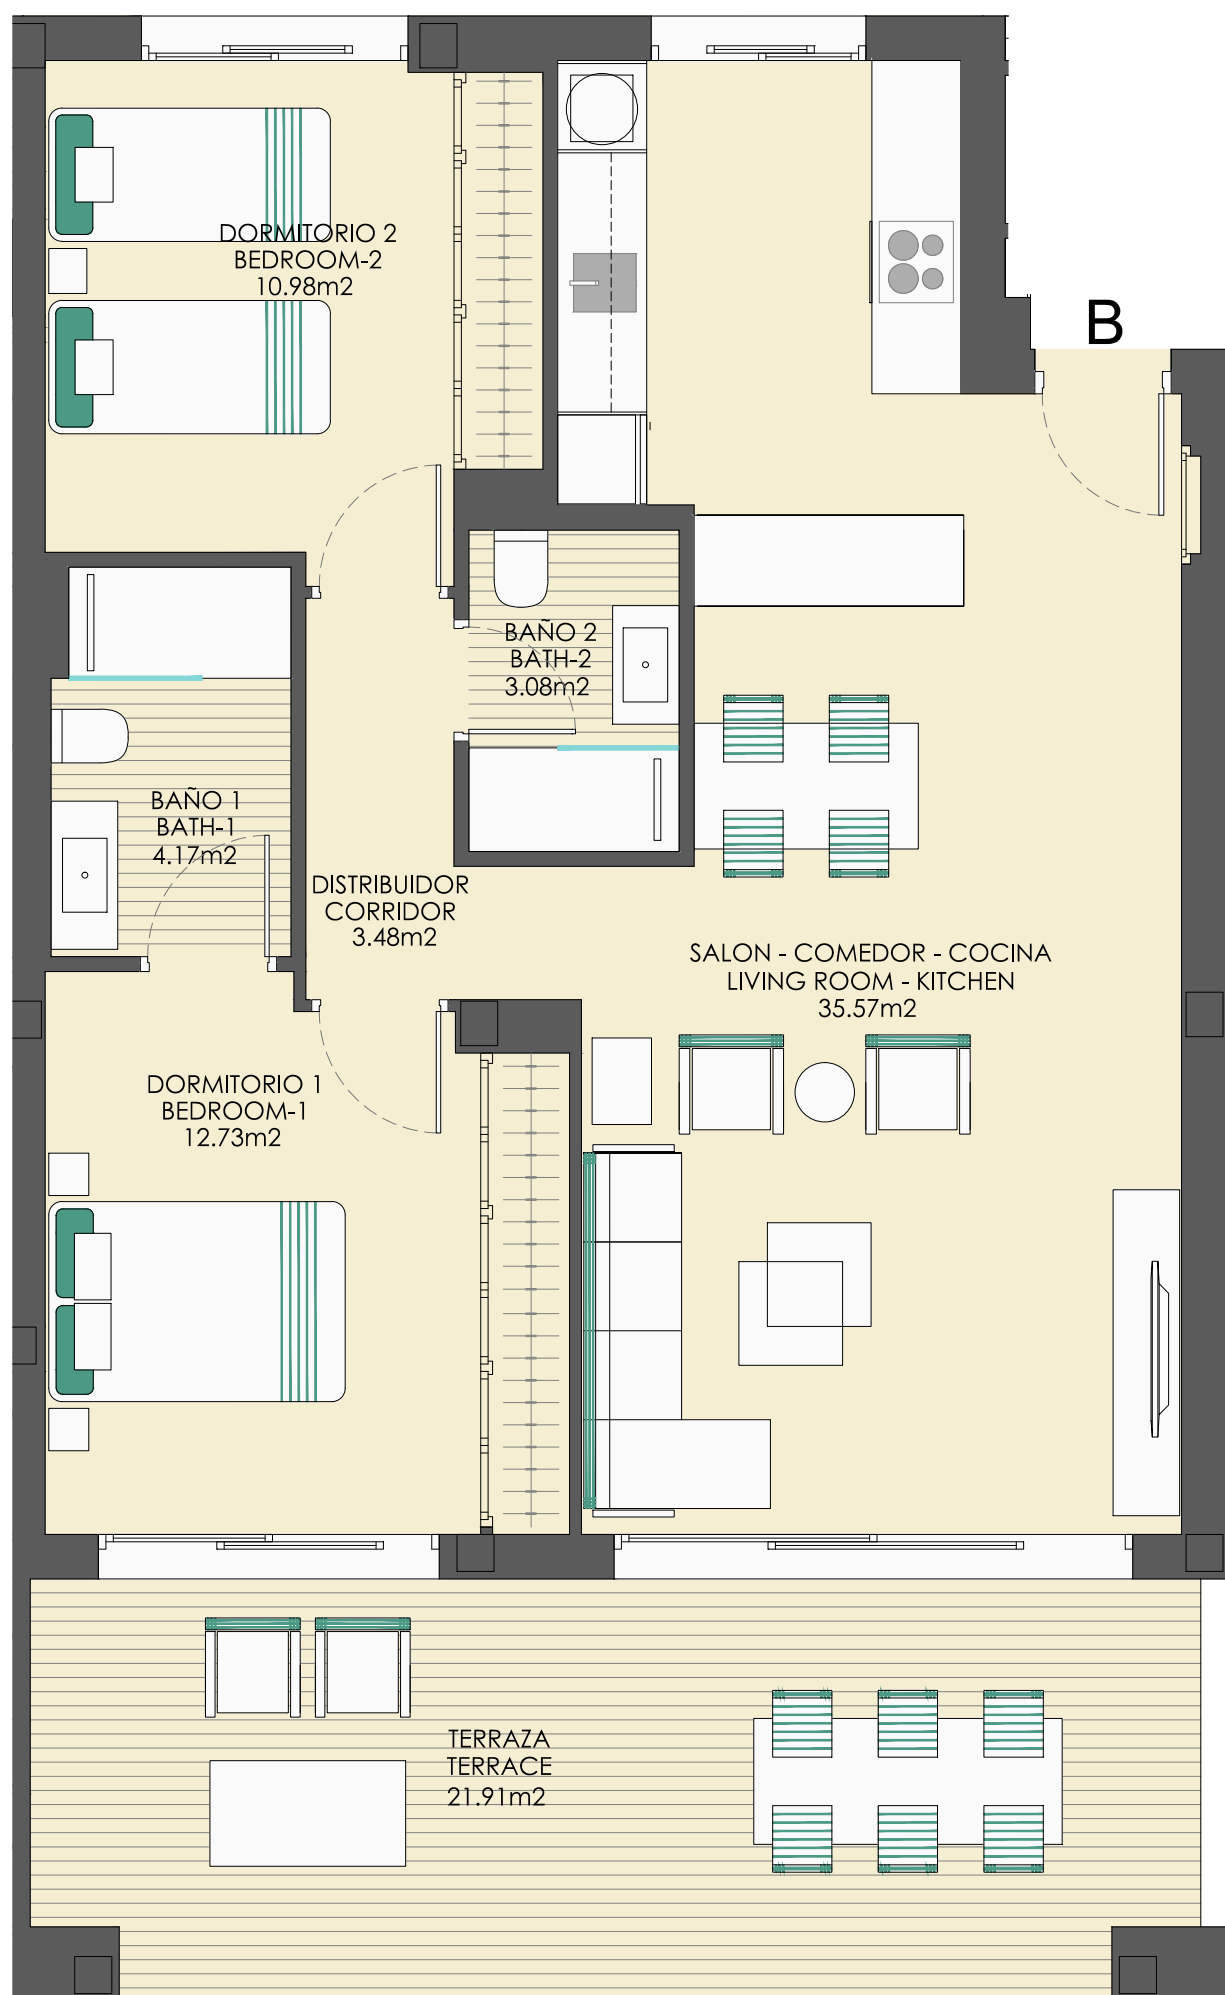 DORMITORIO 2
BEDROOM-2
10.98m2
B
BAÑO 2
BATH-2
3.08m2
BAÑO 1
BATH-1
4.17m2
DISTRIBUIDOR
CORRIDOR
3.48m2
SALON - COMEDOR - COCINA
LIVING ROOM - KITCHEN
35.57m2
DORMITORIO 1
BEDROOM-1
12.73m2
TERRAZA
TERRACE
21.91m2